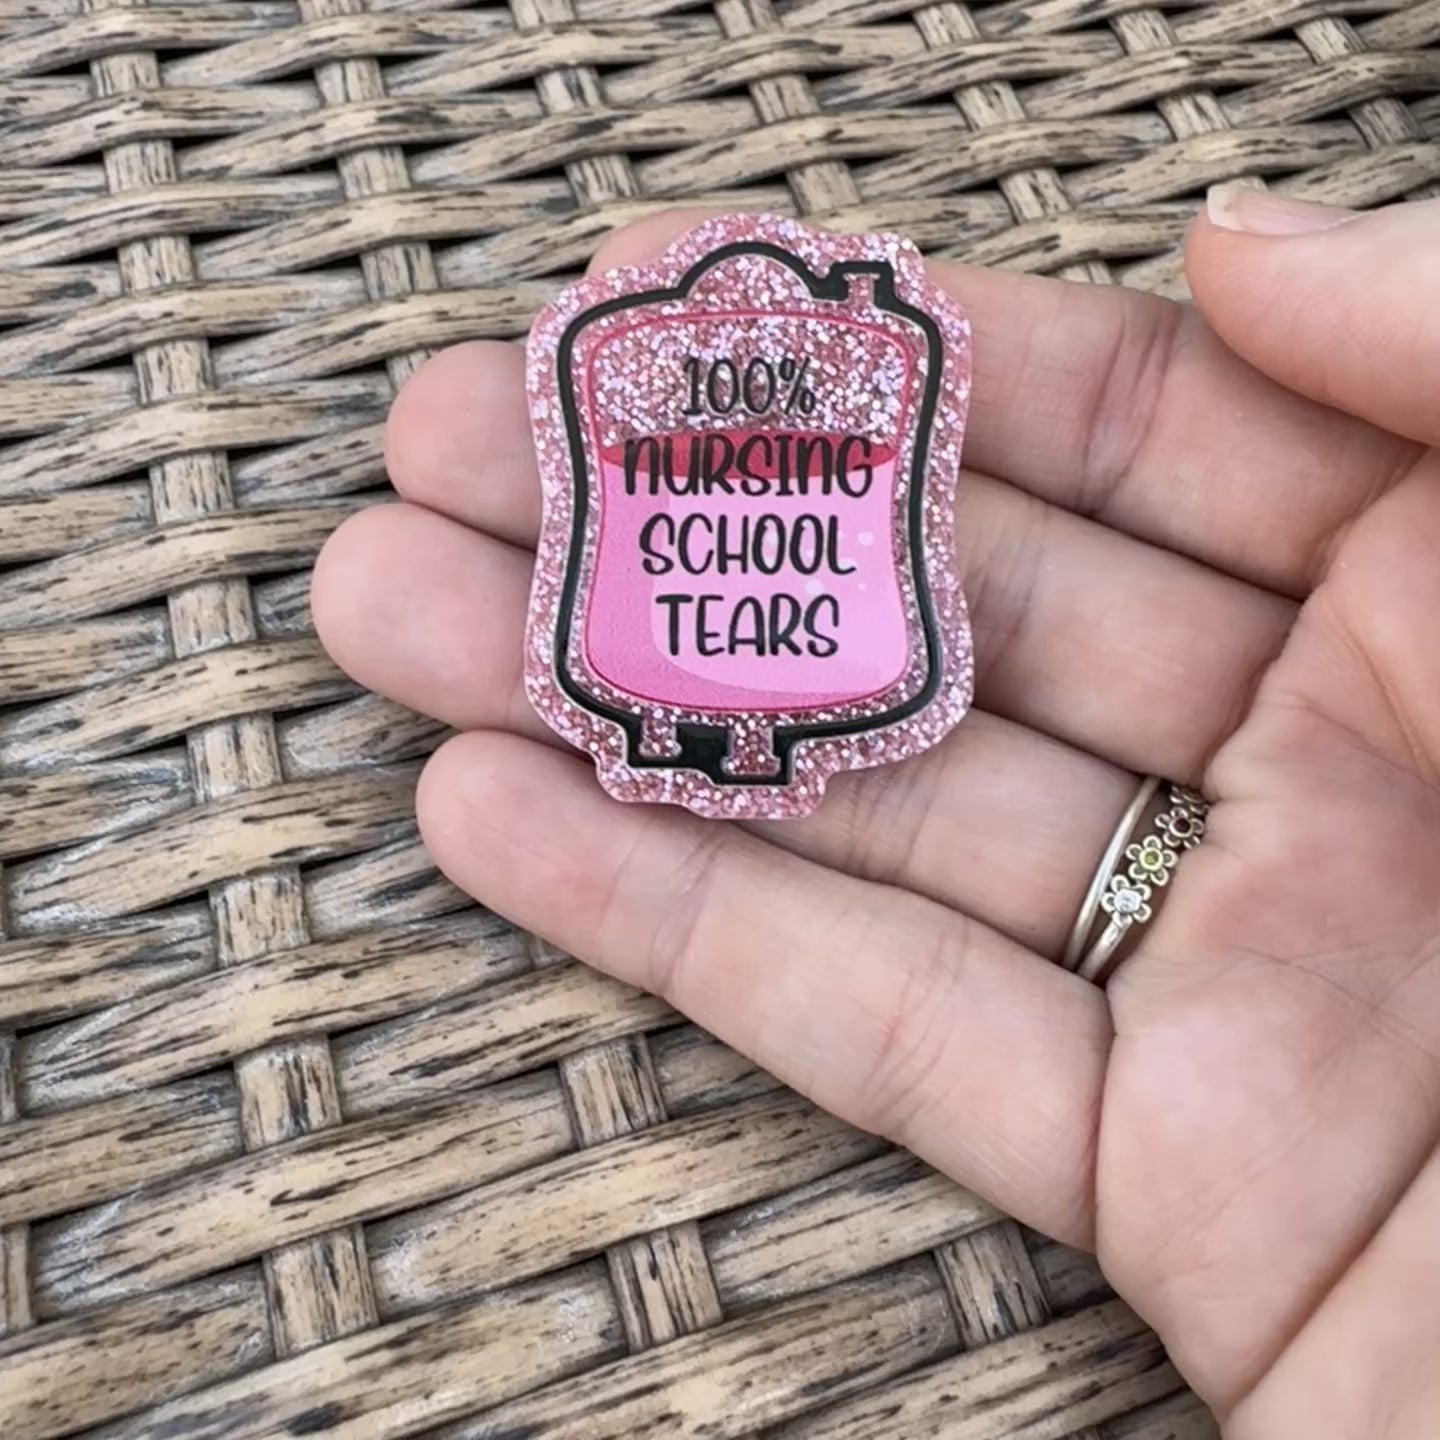 100%
NURSING
SCHOOL
TEARS